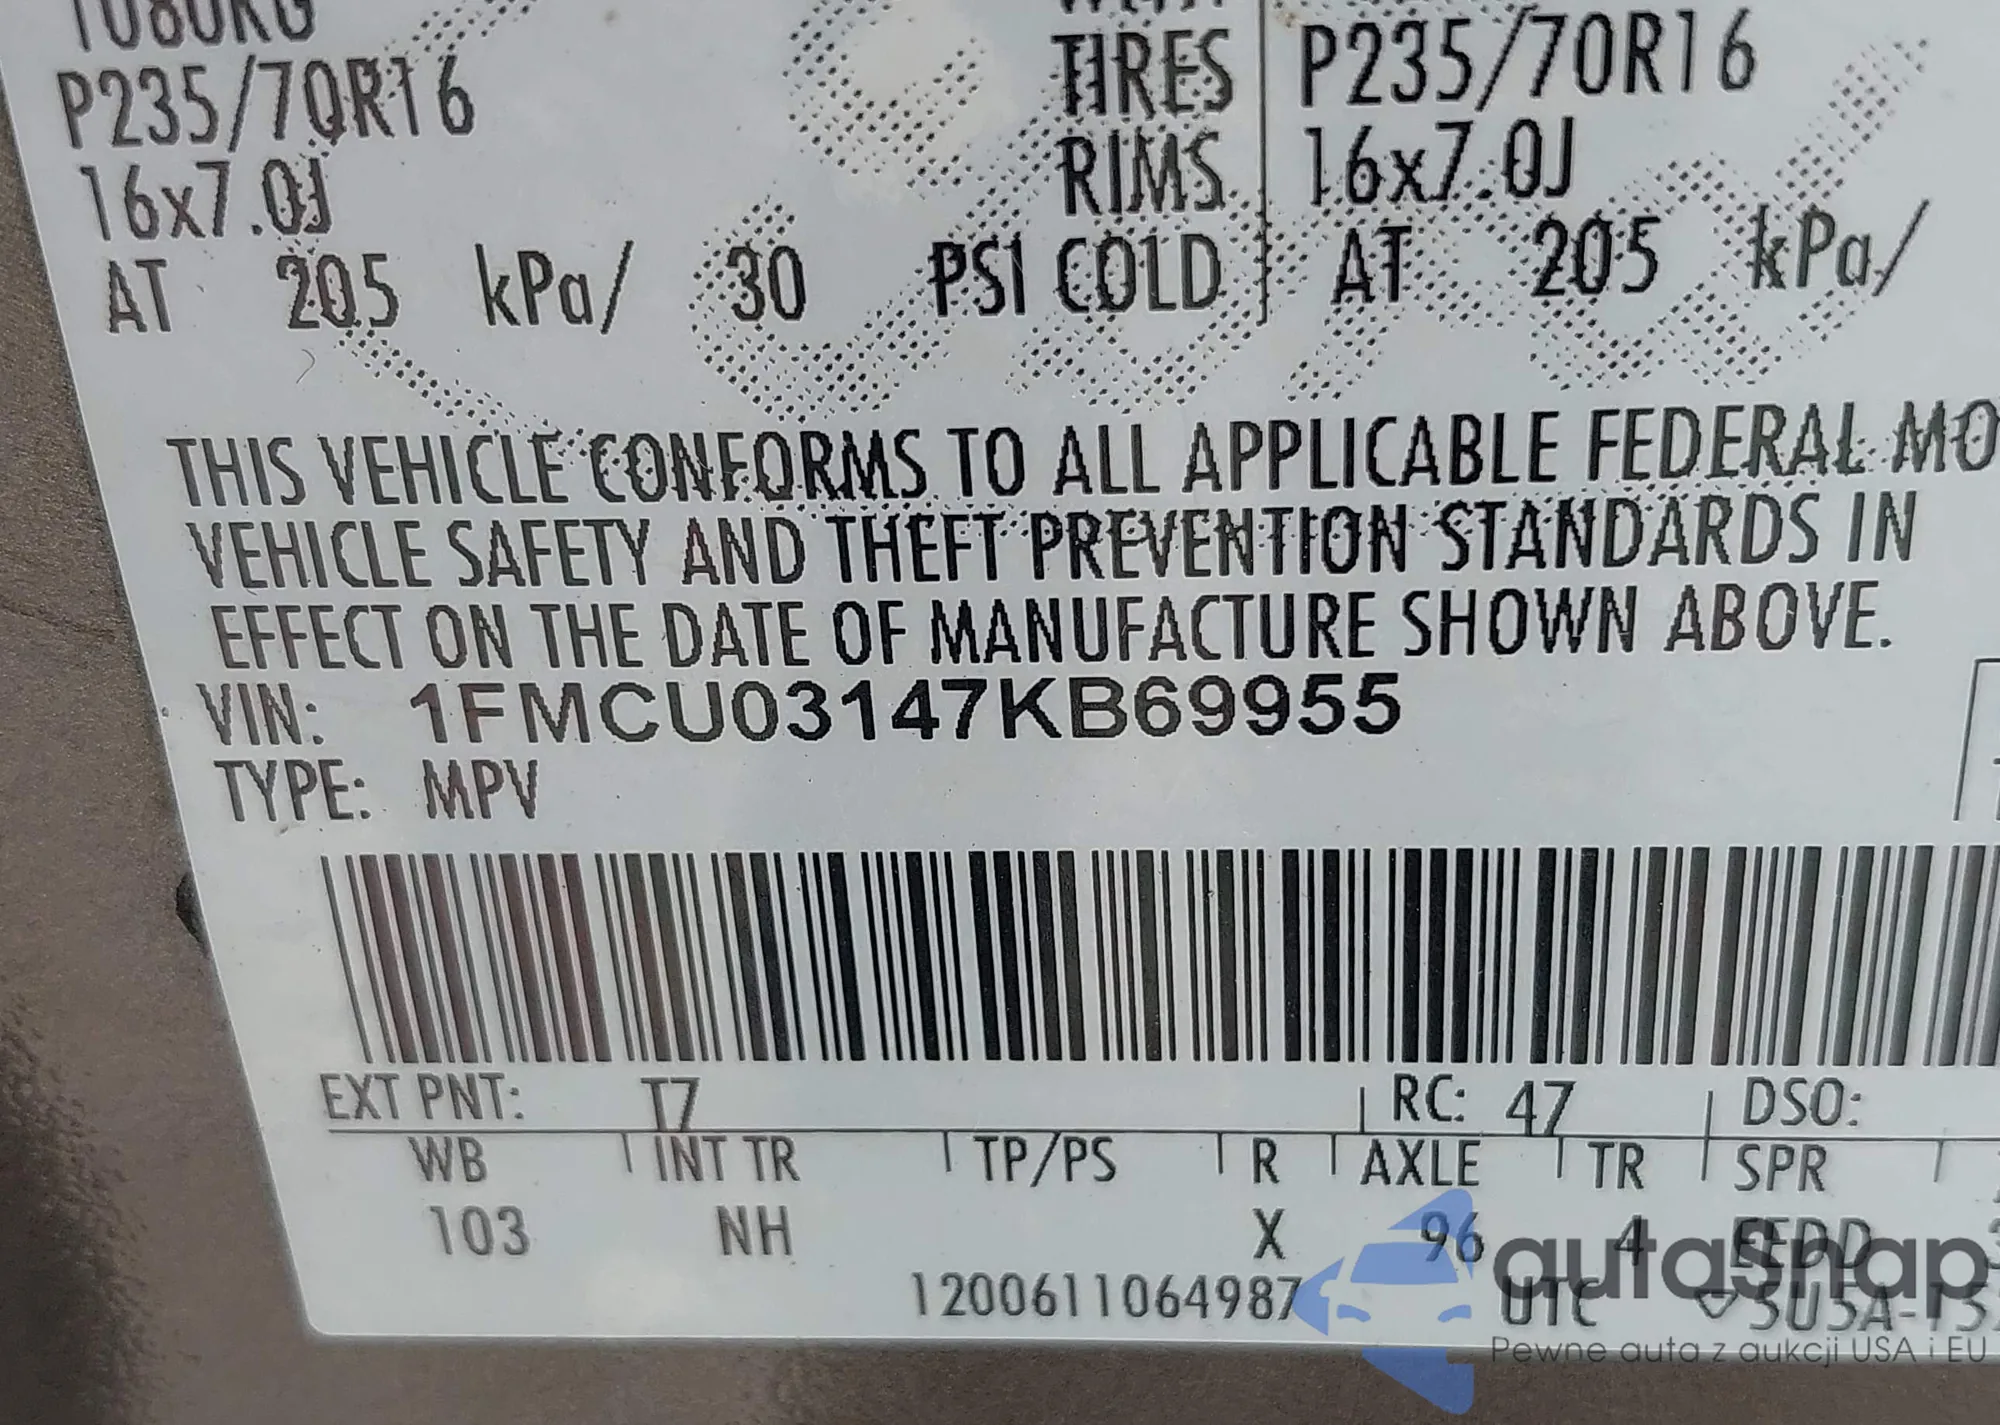 1080KG
P235/70R16 TIRES P235/70R16
16x7.0J RIMS 16x7.0J
AT 205 kPa/ 30 PSI COLD AT 205 kPa/
THIS VEHICLE CONFORMS TO ALL APPLICABLE FEDERAL MO
VEHICLE SAFETY AND THEFT PREVENTION STANDARDS IN
EFFECT ON THE DATE OF MANUFACTURE SHOWN ABOVE.
VIN: 1FMCU03147KB69955
TYPE: MPV
EXT PNT: T7 RC: 47 DSO:
WB INT TR TP/PS R AXLE TR SPR
103 NH X 96 4 EEDD
1200611064987 UTC
autasnap
Pewne auta z aukcji USA i EU